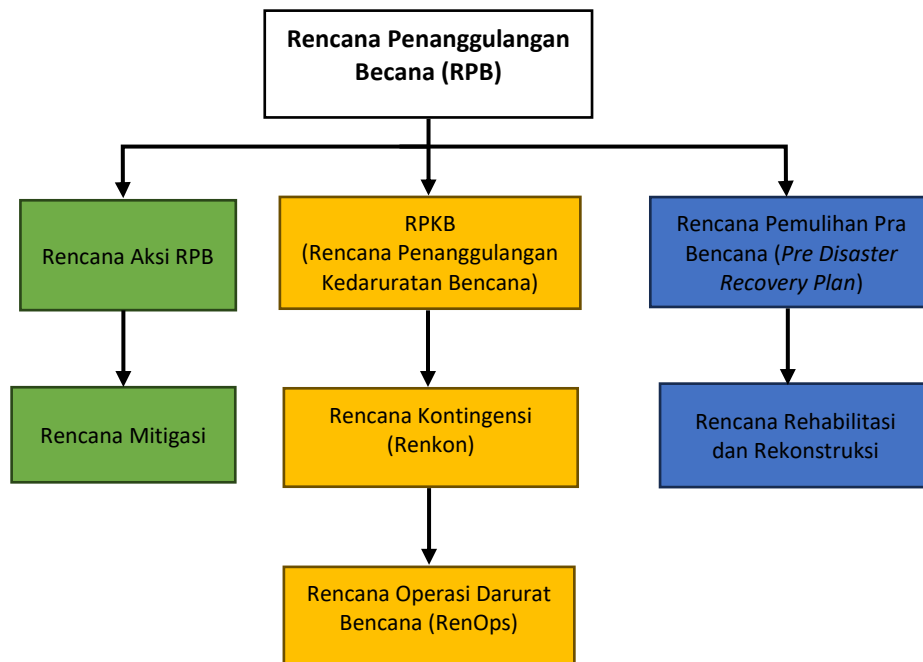 Rencana Penanggulangan
Becana (RPB)
Rencana Aksi RPB
RPKB
(Rencana Penanggulangan
Kedaruratan Bencana)
Rencana Pemulihan Pra
Bencana (Pre Disaster
Recovery Plan)
Rencana Mitigasi
Rencana Kontingensi
(Renkon)
Rencana Rehabilitasi
dan Rekonstruksi
Rencana Operasi Darurat
Bencana (RenOps)